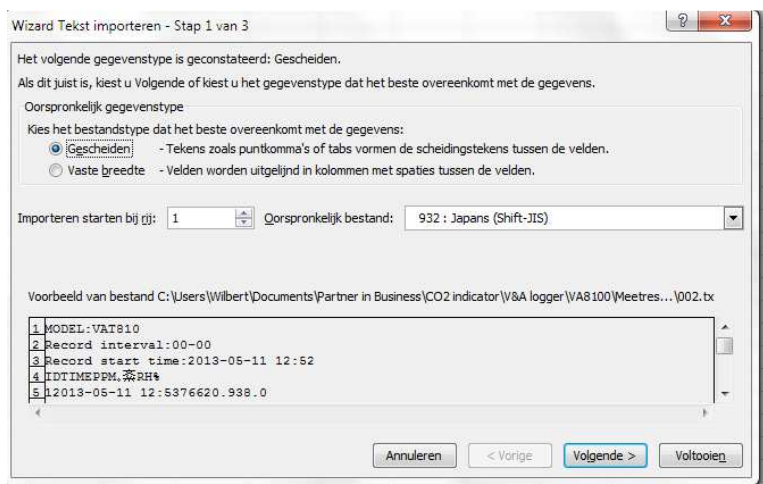 Wizard Tekst importeren - Stap 1 van 3
Het volgende gegevenstype is geconstateerd: Gescheiden.
Als dit juist is, kiest u Volgende of kiest u het gegevenstype dat het beste overeenkomt met de gegevens.
Oorspronkelijk gegevenstype
Kies het bestandstype dat het beste overeenkomt met de gegevens:
Gescheiden - Tekens zoals puntkomma's of tabs vormen de scheidingstekens tussen de velden.
Vaste breedte - Velden worden uitgelijnd in kolommen met spaties tussen de velden.
Importeren starten bij rij: 1 Oorspronkelijk bestand: 932 : Japans (Shift-JIS)
Voorbeeld van bestand C:\Users\Wilbert\Documents\Partner in Business\CO2 indicator\V&A logger\VA8100\Meetres...\002.tx
1 MODEL:VAT810
2 Record interval:00-00
3 Record start time:2013-05-11 12:52
4 IDTIMEPPM RH%
5 12013-05-11 12:5376620.938.0
Annuleren < Vorige Volgende > Voltooien